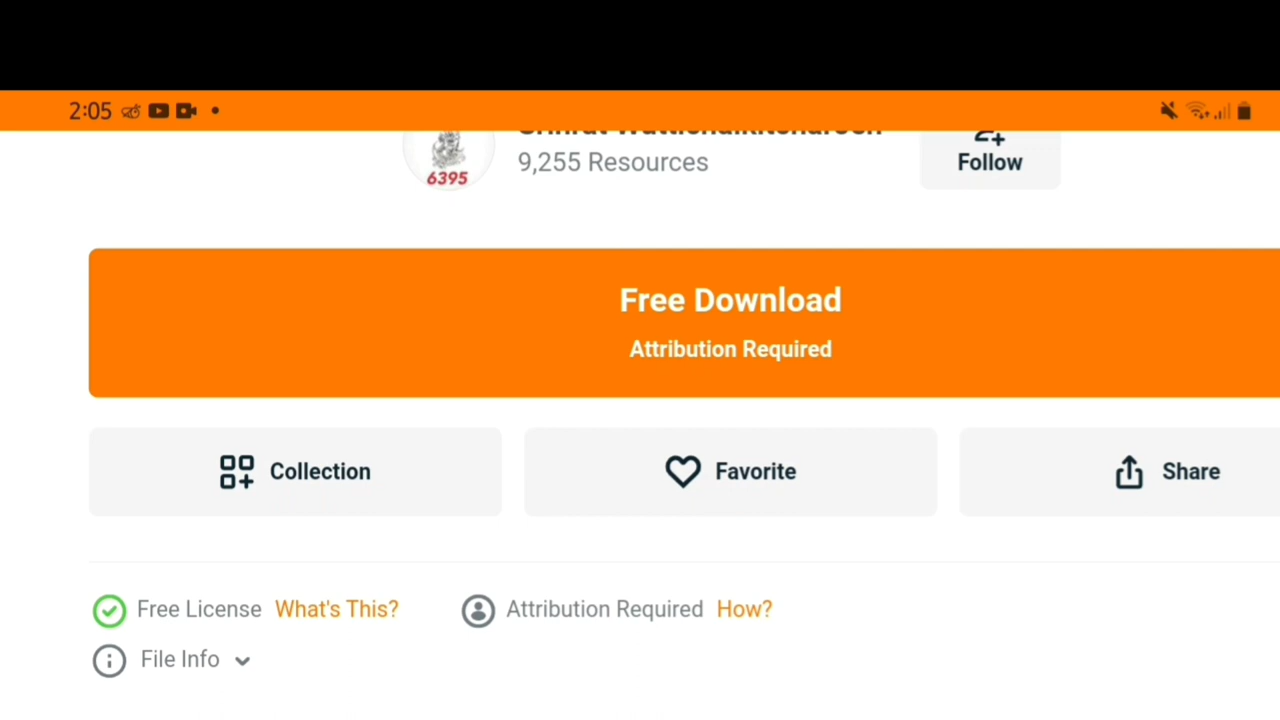 2:05
6395
9,255 Resources
Follow
Free Download
Attribution Required
Collection
Favorite
Share
Free License What's This?
Attribution Required How?
File Info